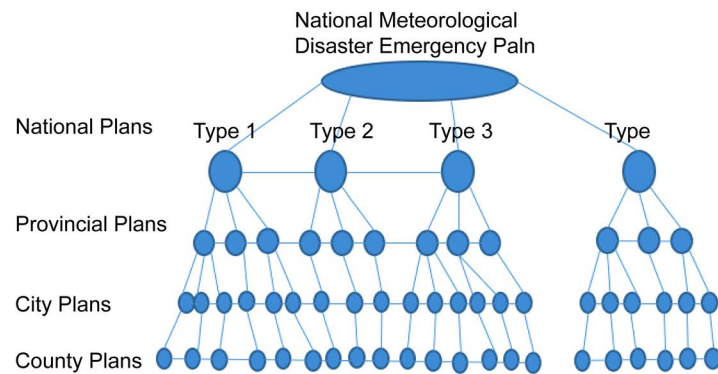 National Meteorological
Disaster Emergency Paln
National Plans
Type 1
Type 2
Type 3
Type
Provincial Plans
City Plans
County Plans